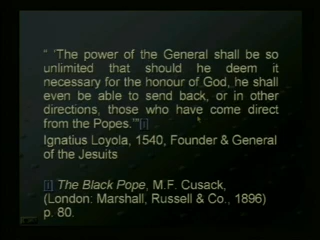 “ ‘The power of the General shall be so
unlimited that should he deem it
necessary for the honour of God, he shall
even be able to send back, or in other
directions, those who have come direct
from the Popes.’”[i]
Ignatius Loyola, 1540, Founder & General
of the Jesuits
[i] The Black Pope, M.F. Cusack,
(London: Marshall, Russell & Co., 1896)
p. 80.